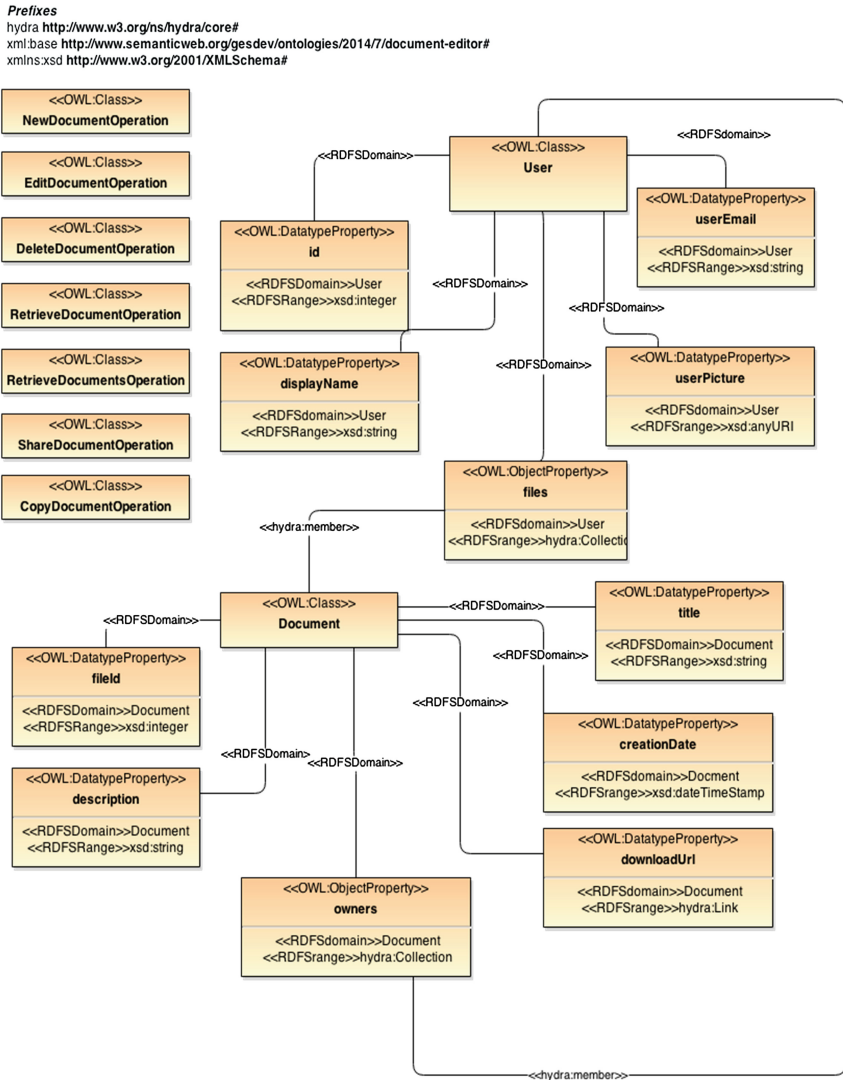 Prefixes
hydra http://www.w3.org/ns/hydra/core#
xml:base http://www.semanticweb.org/gesdev/ontologies/2014/7/document-editor#
xmlns:xsd http://www.w3.org/2001/XMLSchema#
<<OWL:Class>>
NewDocumentOperation
<<OWL:Class>>
EditDocumentOperation
<<OWL:Class>>
DeleteDocumentOperation
<<OWL:Class>>
RetrieveDocumentOperation
<<OWL:Class>>
RetrieveDocumentsOperation
<<OWL:Class>>
ShareDocumentOperation
<<OWL:Class>>
CopyDocumentOperation
<<OWL:Class>>
User
<<RDFSDomain>>
<<RDFSdomain>>
<<OWL:DatatypeProperty>>
id
<<RDFSDomain>>User
<<RDFSRange>>xsd:integer
<<OWL:DatatypeProperty>>
userEmail
<<RDFSdomain>>User
<<RDFSRange>>xsd:string
<<RDFSDomain>>
<<RDFSDomain>>
<<RDFSDomain>>
<<OWL:DatatypeProperty>>
displayName
<<RDFSdomain>>User
<<RDFSRange>>xsd:string
<<OWL:DatatypeProperty>>
userPicture
<<RDFSdomain>>User
<<RDFSrange>>xsd:anyURI
<<OWL:ObjectProperty>>
files
<<RDFSdomain>>User
<<RDFSrange>>hydra:Collectic
<<hydra:member>>
<<OWL:Class>>
Document
<<RDFSDomain>>
<<RDFSDomain>>
<<RDFSDomain>>
<<RDFSDomain>>
<<RDFSDomain>
<<RDFSDomain>>
<<OWL:DatatypeProperty>>
title
<<RDFSDomain>>Document
<<RDFSRange>>xsd:string
<<OWL:DatatypeProperty>>
fileId
<<RDFSDomain>>Document
<<RDFSRange>>xsd:integer
<<OWL:DatatypeProperty>>
creationDate
<<RDFSdomain>>Docment
<<RDFSrange>>xsd:dateTimeStamp
<<OWL:DatatypeProperty>>
description
<<RDFSDomain>>Document
<<RDFSRange>>xsd:string
<<OWL:DatatypeProperty>>
downloadUrl
<<RDFSdomain>>Document
<<RDFSrange>>hydra:Link
<<OWL:ObjectProperty>>
owners
<<RDFSdomain>>Document
<<RDFSrange>>hydra:Collection
<<hydra:member>>